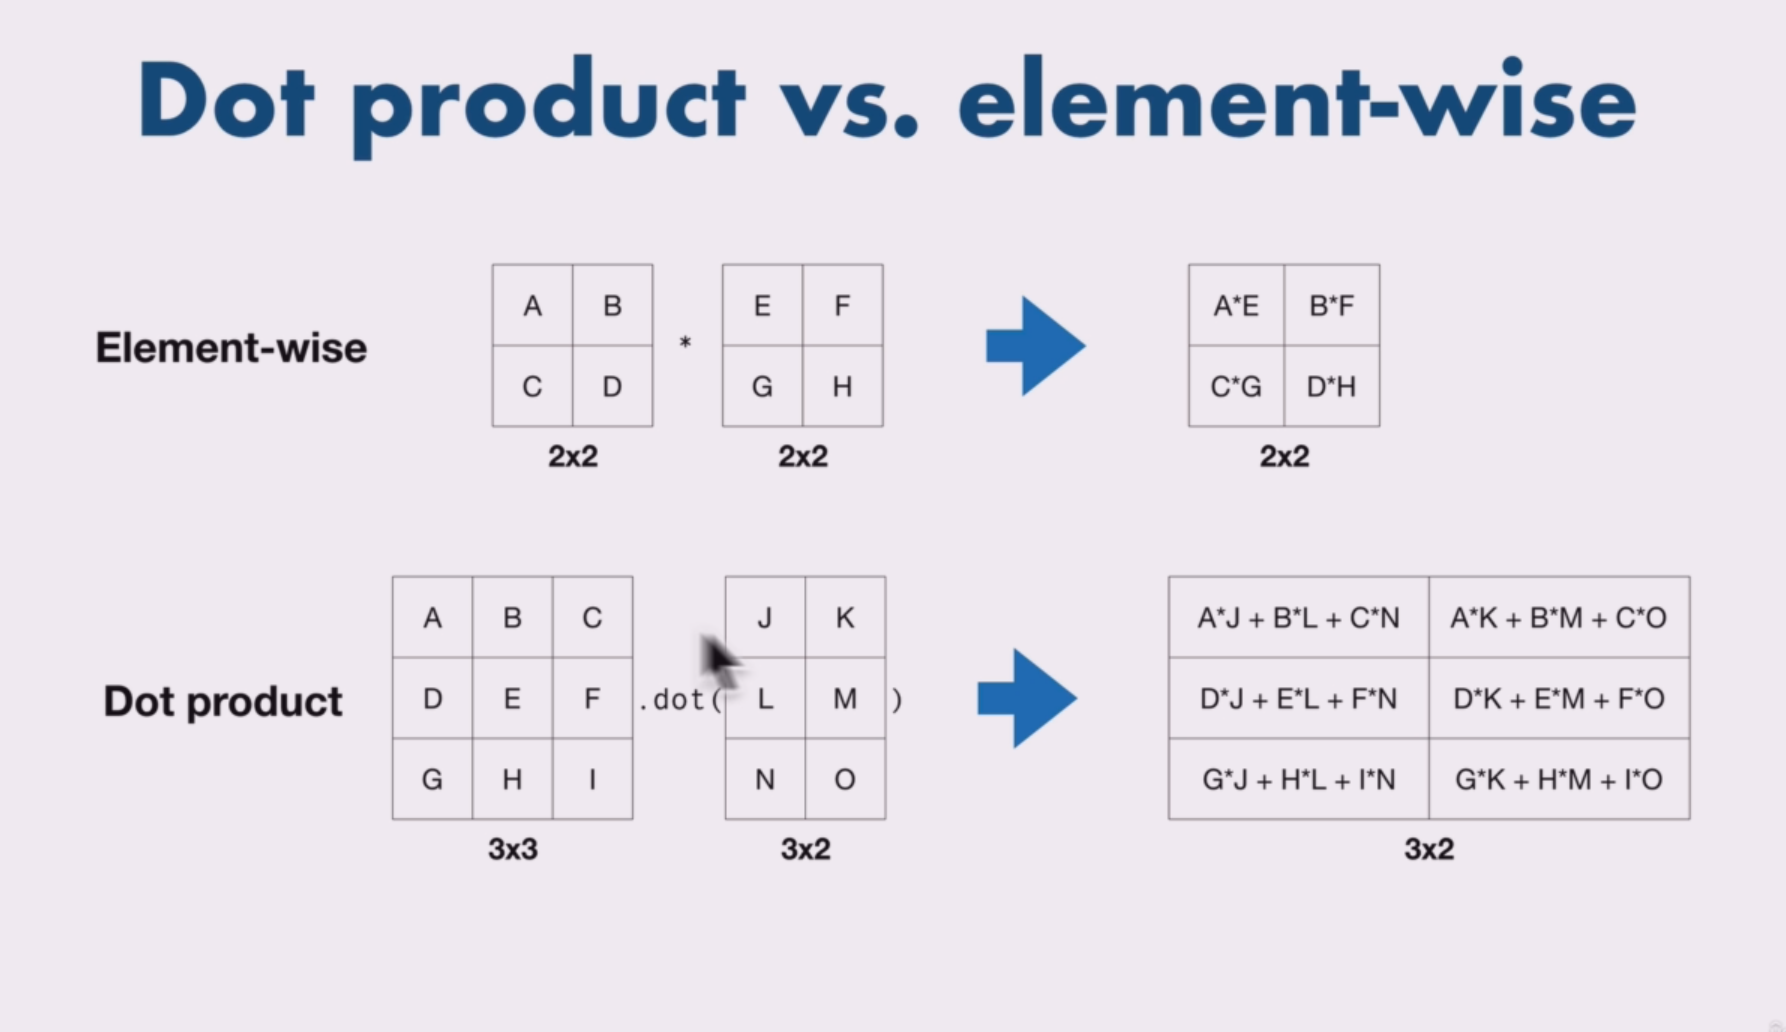 Dot product vs. element-wise
Element-wise
A B
C D
*
E F
G H
A*E B*F
C*G D*H
2x2
2x2
2x2
Dot product
A B C
D E F
G H I
.dot(
J K
L M
N O
)
A*J + B*L + C*N A*K + B*M + C*O
D*J + E*L + F*N D*K + E*M + F*O
G*J + H*L + I*N G*K + H*M + I*O
3x3
3x2
3x2